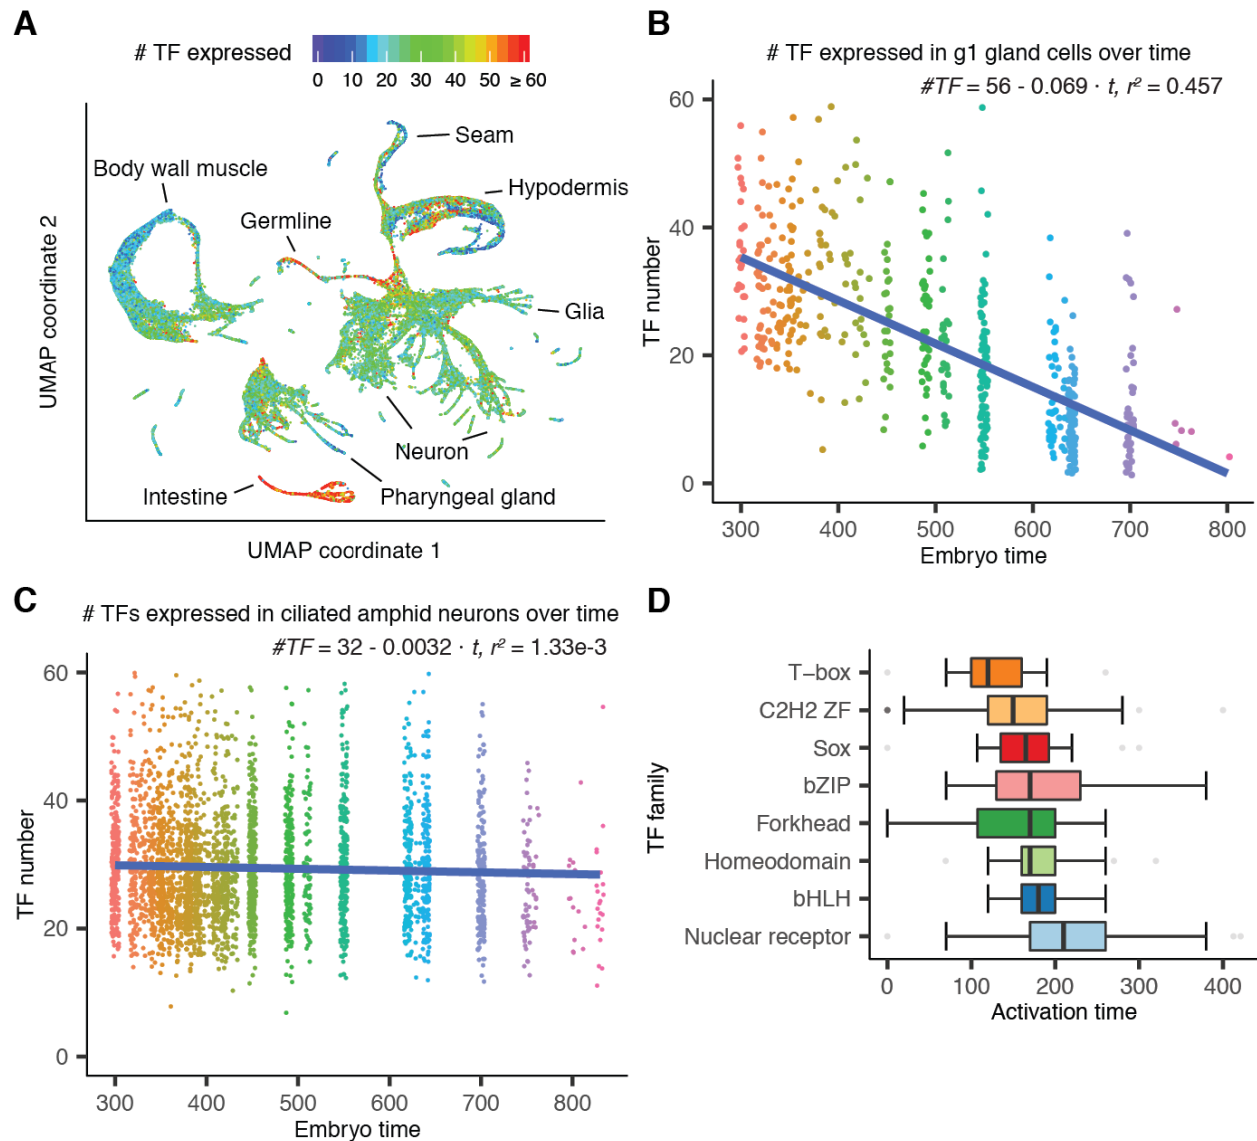 A
# TF expressed
0 10 20 30 40 50 ≥ 60
UMAP coordinate 2
Seam
Body wall muscle
Hypodermis
Germline
Glia
Neuron
Intestine
Pharyngeal gland
UMAP coordinate 1
B
# TF expressed in g1 gland cells over time
#TF = 56 - 0.069 · t, r² = 0.457
TF number
60
40
20
0
300 400 500 600 700 800
Embryo time
C
# TFs expressed in ciliated amphid neurons over time
#TF = 32 - 0.0032 · t, r² = 1.33e-3
TF number
60
40
20
0
300 400 500 600 700 800
Embryo time
D
TF family
T−box
C2H2 ZF
Sox
bZIP
Forkhead
Homeodomain
bHLH
Nuclear receptor
0 100 200 300 400
Activation time